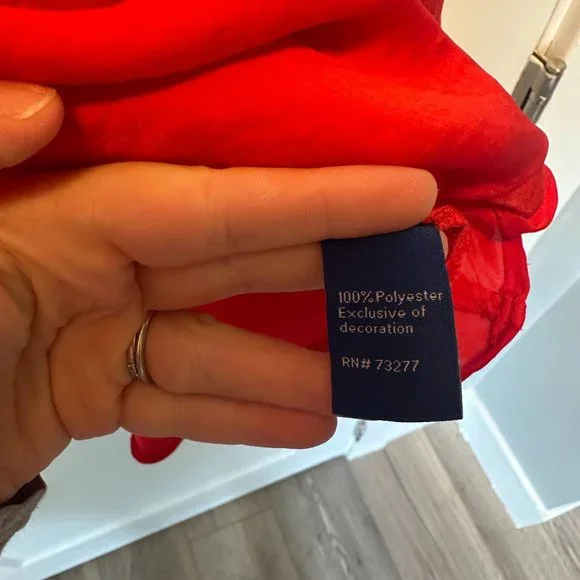 100% Polyester
Exclusive of
decoration
RN# 73277